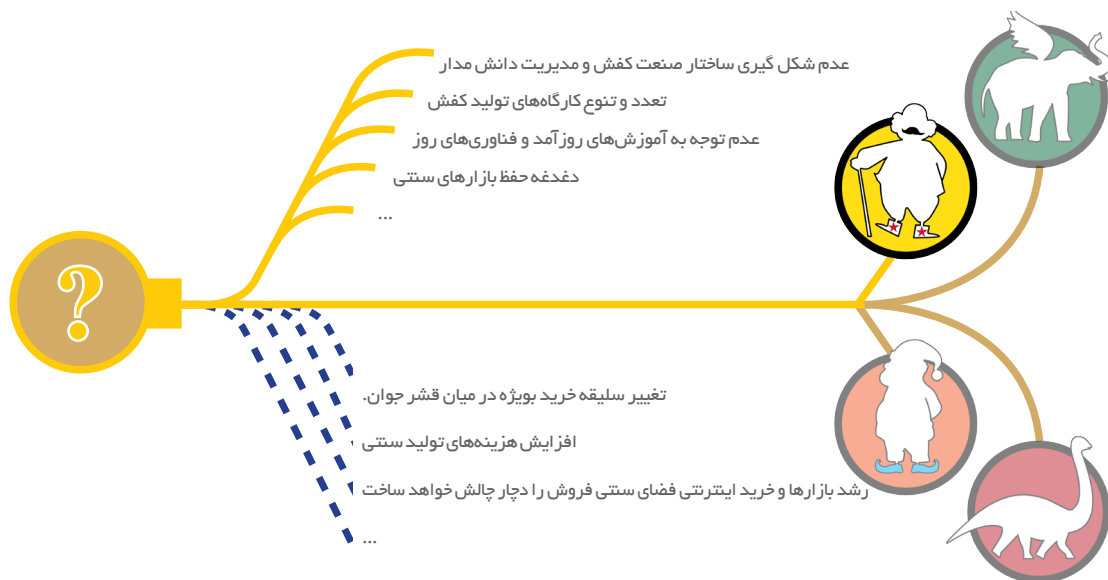 عدم شکل گیری ساختار صنعت کفش و مدیریت دانش مدار
تعدد و تنوع کارگاه‌های تولید کفش
عدم توجه به آموزش‌های روزآمد و فناوری‌های روز
دغدغه حفظ بازارهای سنتی
...
?
تغییر سلیقه خرید بویژه در میان قشر جوان.
افزایش هزینه‌های تولید سنتی
رشد بازارها و خرید اینترنتی فضای سنتی فروش را دچار چالش خواهد ساخت
...